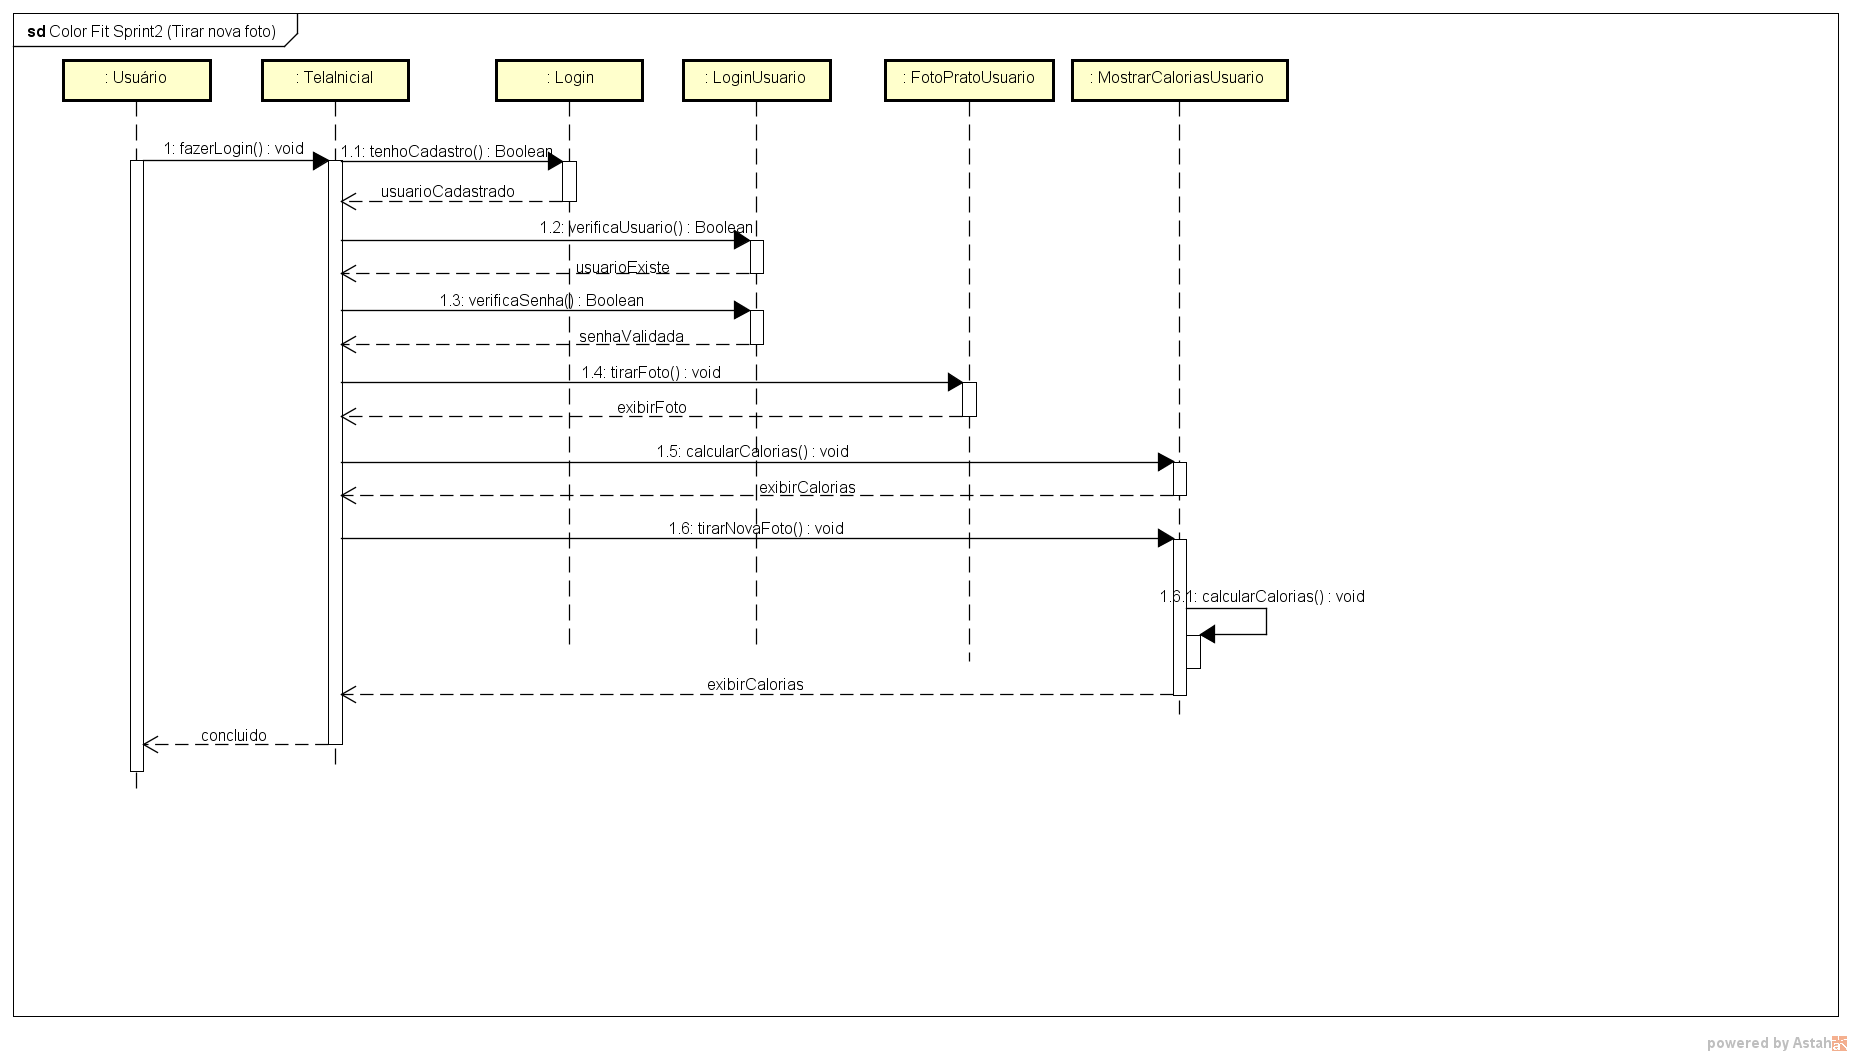 sd Color Fit Sprint2 (Tirar nova foto)
: Usuário
: TelaInicial
: Login
: LoginUsuario
: FotoPratoUsuario
: MostrarCaloriasUsuario
1: fazerLogin() : void
1.1: tenhoCadastro() : Boolean
usuarioCadastrado
1.2: verificaUsuario() : Boolean
usuarioExiste
1.3: verificaSenha() : Boolean
senhaValidada
1.4: tirarFoto() : void
exibirFoto
1.5: calcularCalorias() : void
exibirCalorias
1.6: tirarNovaFoto() : void
1.6.1: calcularCalorias() : void
exibirCalorias
concluido
powered by Astah